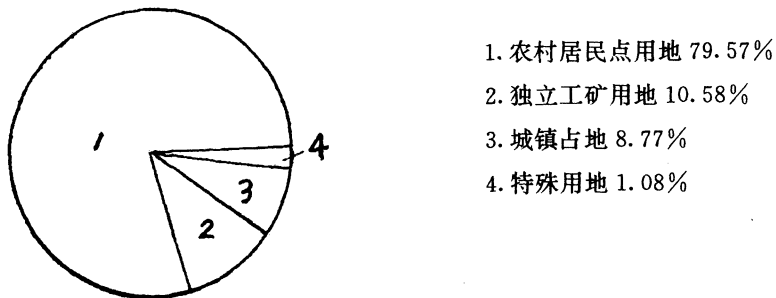 1
4
3
2
1.农村居民点用地 79.57%
2.独立工矿用地 10.58%
3.城镇占地 8.77%
4.特殊用地 1.08%